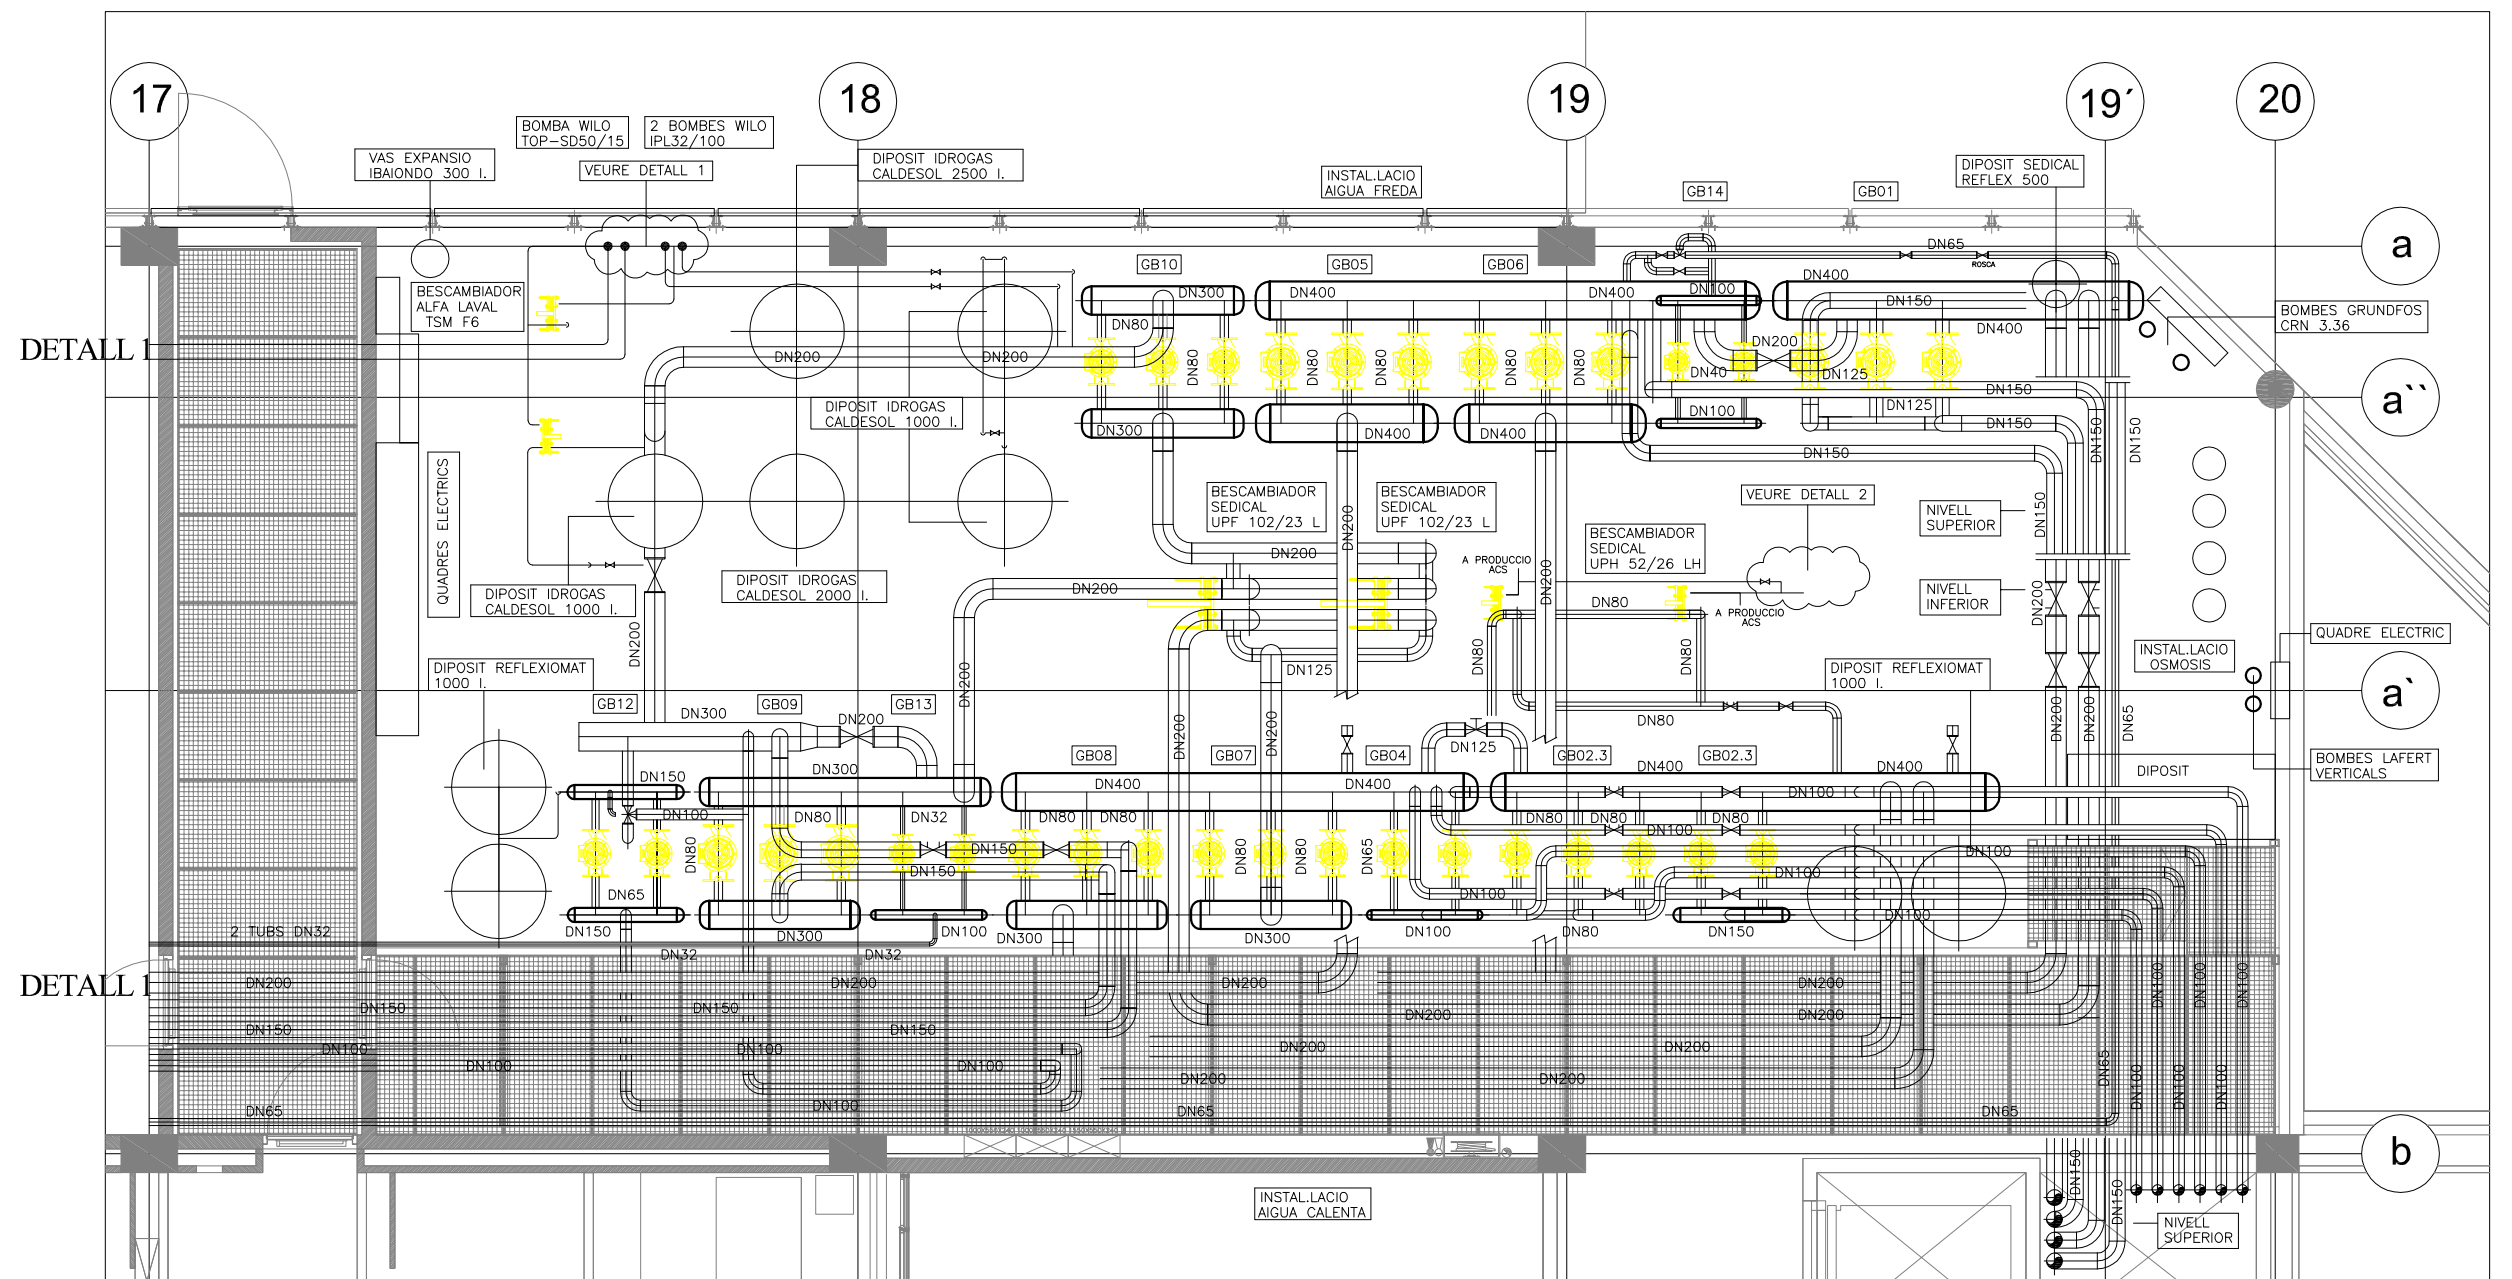 17
18
19
19´
20
BOMBA WILO
TOP-SD50/15
2 BOMBES WILO
IPL32/100
VAS EXPANSIO
IBAIONDO 300 l.
VEURE DETALL 1
DIPOSIT IDROGAS
CALDESOL 2500 l.
INSTAL.LACIO
AIGUA FREDA
GB14
GB01
DIPOSIT SEDICAL
REFLEX 500
a
DN65
ROSCA
GB10
GB05
GB06
BESCAMBIADOR
ALFA LAVAL
TSM F6
DN300
DN400
DN400
DN100
DN400
DN150
BOMBES GRUNDFOS
CRN 3.36
DN80
DN400
DN200
DETALL 1
DN200
DN200
DN80
DN80
DN80
DN80
DN80
DN40
DN125
DN150
a``
DIPOSIT IDROGAS
CALDESOL 1000 l.
DN300
DN400
DN400
DN100
DN125
DN150
DN150
DN150
DN150
QUADRES ELECTRICS
BESCAMBIADOR
SEDICAL
UPF 102/23 L
BESCAMBIADOR
SEDICAL
UPF 102/23 L
VEURE DETALL 2
NIVELL
SUPERIOR
DN150
DN200
DN200
DN200
BESCAMBIADOR
SEDICAL
UPH 52/26 LH
A PRODUCCIO
ACS
DIPOSIT IDROGAS
CALDESOL 1000 l.
DIPOSIT IDROGAS
CALDESOL 2000 l.
DN200
DN80
A PRODUCCIO
ACS
NIVELL
INFERIOR
DN200
QUADRE ELECTRIC
DN200
INSTAL.LACIO
OSMOSIS
DIPOSIT REFLEXIOMAT
1000 l.
DN125
DN80
DN80
DIPOSIT REFLEXIOMAT
1000 l.
a`
GB12
DN300
GB09
DN200
GB13
DN200
DN200
DN200
DN80
DN200
DN200
DN65
GB08
GB07
GB04
DN125
GB02.3
GB02.3
DN150
DN300
DN400
DN400
DN400
DN400
DN100
DIPOSIT
BOMBES LAFERT
VERTICALS
DN100
DN80
DN32
DN80
DN80
DN80
DN80
DN80
DN100
DN80
DN150
DN80
DN80
DN65
DN100
DN150
DN100
DN65
DN100
DN100
2 TUBS DN32
DN150
DN300
DN100
DN300
DN300
DN100
DN80
DN150
DN32
DN32
DETALL 1
DN200
DN200
DN200
DN200
DN100
DN100
DN100
DN150
DN150
DN200
DN200
DN150
DN150
DN100
DN100
DN200
DN200
DN100
DN100
DN200
DN200
DN65
DN100
DN100
DN100
DN100
DN65
DN65
DN65
b
DN150
DN150
INSTAL.LACIO
AIGUA CALENTA
NIVELL
SUPERIOR